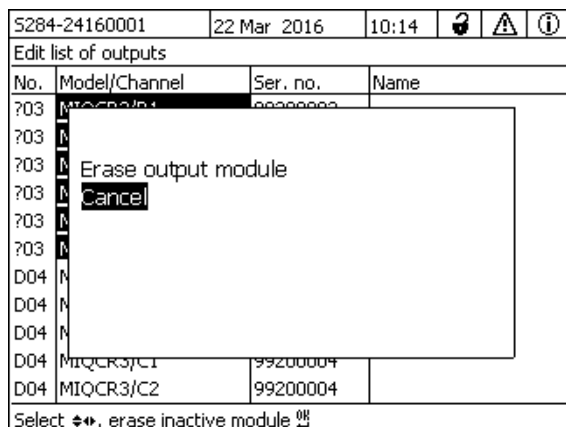 S284-24160001 22 Mar 2016 10:14
Edit list of outputs
No. Model/Channel Ser. no. Name
?03
?03
Erase output module
?03
?03 Cancel
?03
?03
D04
D04
D04
D04 MIQCR3/C1 99200004
D04 MIQCR3/C2 99200004
Select erase inactive module OK